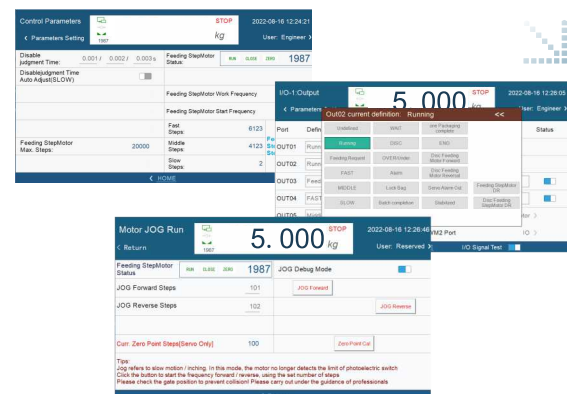 Control Parameters
STOP
2022-08-16 12:24:21
< Parameters Setting
1987
kg
User: Engineer >
Disable judgment Time:
0.001 / 0.002 / 0.003 s
Feeding StepMotor Status:
RUN CLOSE ZERO 1987
Disablejudgment Time
Auto Adjust(SLOW)
Feeding StepMotor Work Frequency
Feeding StepMotor Start Frequency
Feeding StepMotor
Max. Steps:
20000
Fast Steps:
6123
Middle Steps:
4123
Slow Steps:
2
< HOME
I/O-1:Output
5. 000
STOP
2022-08-16 12:28:05
kg
User: Engineer >
Out02 current definition: Running
<<
Undefined
WAIT
one Packaging complete
Running
DISC
ENG
Feeding Request
OVER/Under
Disc Feeding Motor Forward
FAST
Alarm
Disc Feeding Motor Reversal
MIDDLE
Lock Bag
Servo Alarm Out
Feeding StepMotor DR
SLOW
Batch completion
Stabilized
Disc Feeding StepMotor DR
Port
Status
OUT01
OUT02
OUT03
OUT04 FAST
OUT05
I/O Signal Test
Motor JOG Run
5. 000
STOP
2022-08-16 12:26:46
< Return
1987
kg
User: Reserved >
Feeding StepMotor Status
RUN CLOSE ZERO 1987
JOG Debug Mode
JOG Forward Steps
101
JOG Forward
JOG Reverse Steps
102
JOG Reverse
Curr. Zero Point Steps[Servo Only]
100
Zero Point Cal
Tips:
Jog refers to slow motion / inching. In this mode, the motor no longer detects the limit of photoelectric switch
Click the button to start the frequency forward / reverse, using the set number of steps
Please check the gate position to prevent collision! Please carry out under the guidance of professionals